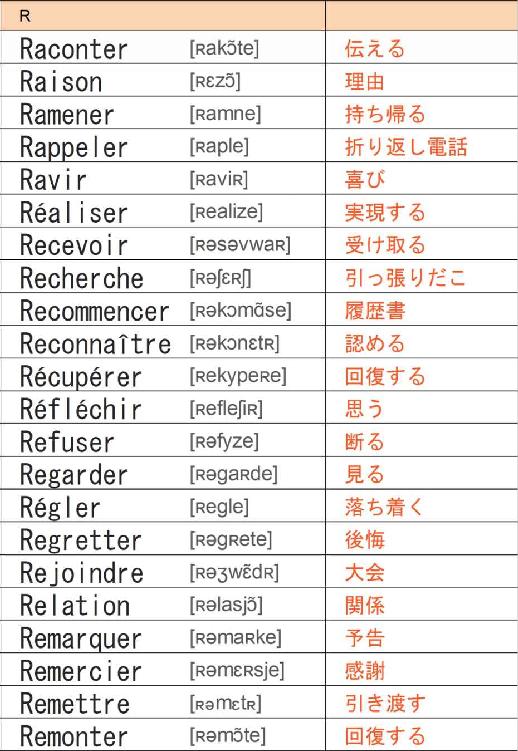 R
Raconter [ʀakɔ̃te] 伝える
Raison [ʀɛzɔ̃] 理由
Ramener [ʀamne] 持ち帰る
Rappeler [ʀaple] 折り返し電話
Ravir [ʀaviʀ] 喜び
Réaliser [ʀealize] 実現する
Recevoir [ʀəsəvwaʀ] 受け取る
Recherche [ʀəʃɛʀʃ] 引っ張りだこ
Recommencer [ʀəkɔmɑ̃se] 履歴書
Reconnaître [ʀəkɔnɛtʀ] 認める
Récupérer [ʀekypeʀe] 回復する
Réfléchir [ʀefleʃiʀ] 思う
Refuser [ʀəfyze] 断る
Regarder [ʀəgaʀde] 見る
Régler [ʀegle] 落ち着く
Regretter [ʀəgʀete] 後悔
Rejoindre [ʀəʒwɛ̃dʀ] 大会
Relation [ʀəlasjɔ̃] 関係
Remarquer [ʀəmaʀke] 予告
Remercier [ʀəmɛʀsje] 感謝
Remettre [ʀəmɛtʀ] 引き渡す
Remonter [ʀəmɔ̃te] 回復する